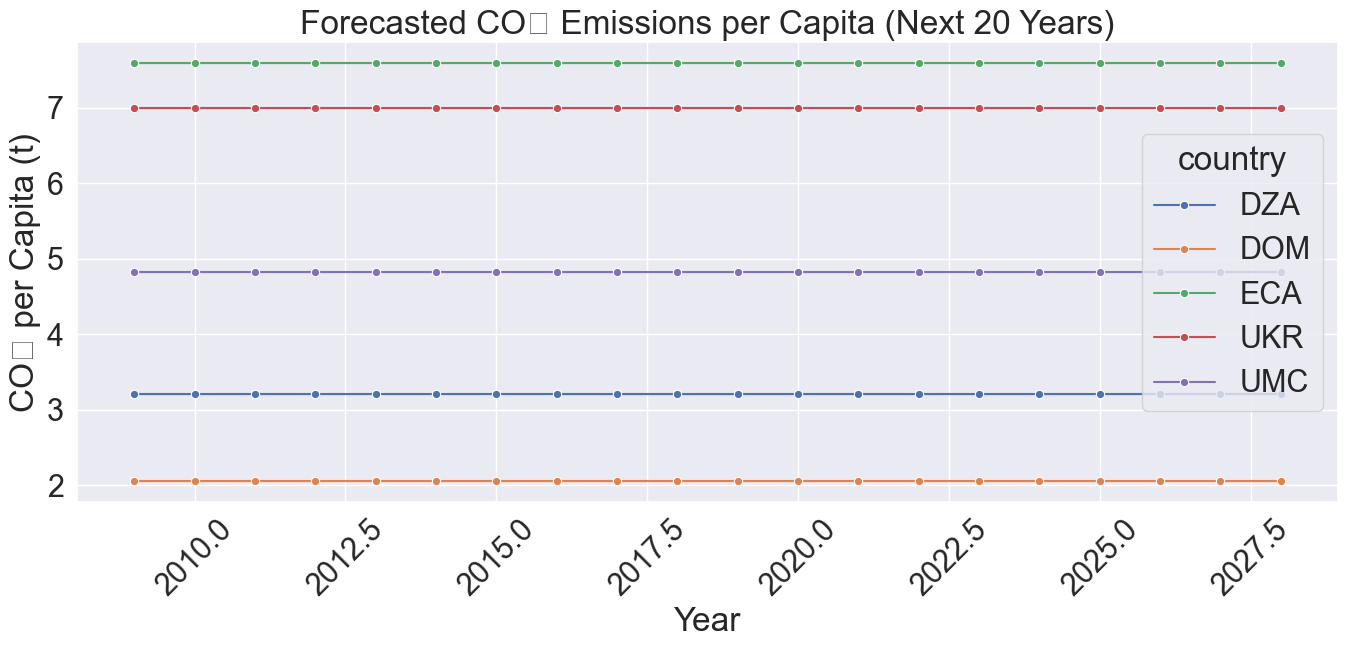 Forecasted CO▯ Emissions per Capita (Next 20 Years)
CO▯ per Capita (t)
7
6
5
4
3
2
country
DZA
DOM
ECA
UKR
UMC
2010.0
2012.5
2015.0
2017.5
2020.0
2022.5
2025.0
2027.5
Year